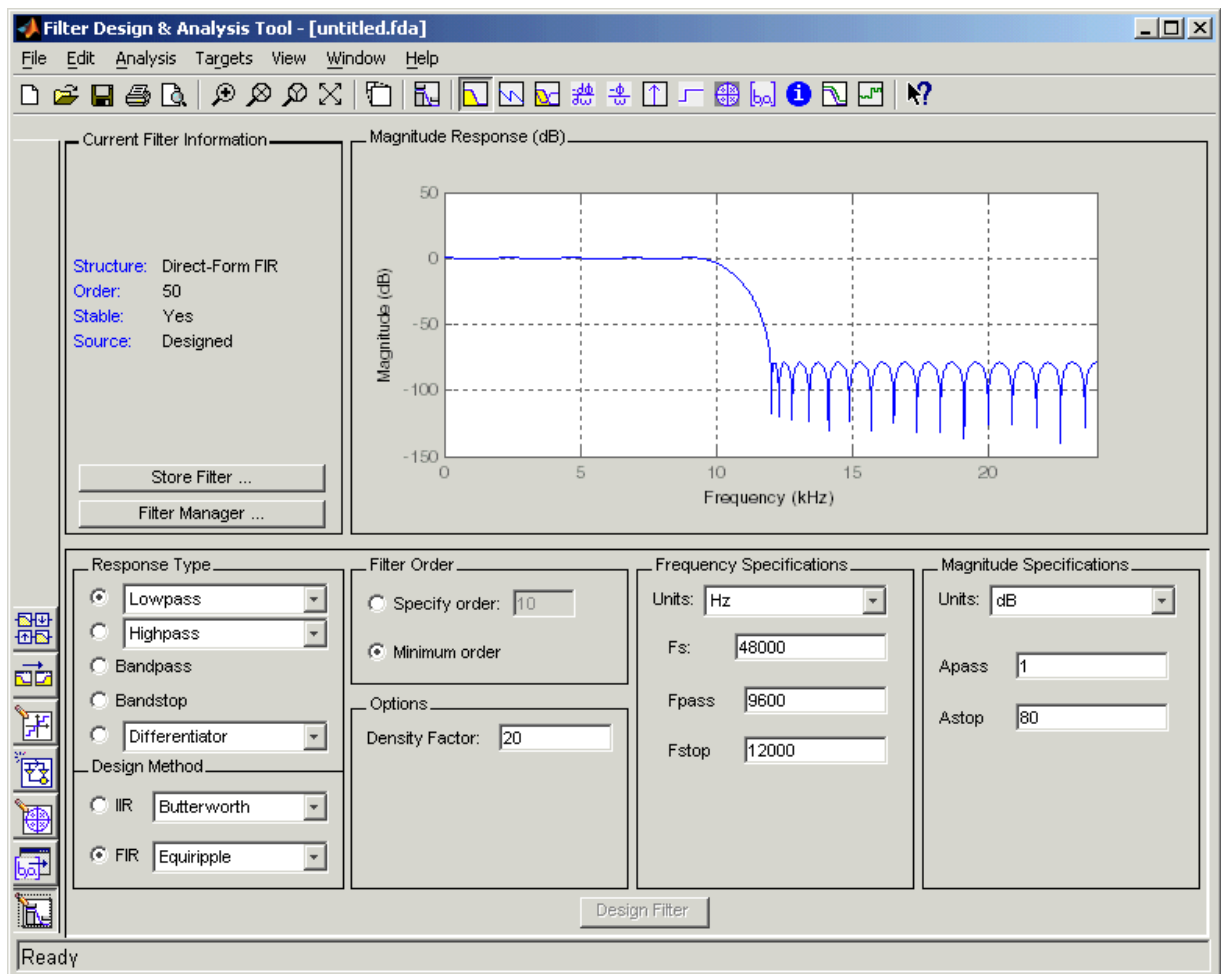 Filter Design & Analysis Tool - [untitled.fda]
File Edit Analysis Targets View Window Help
Current Filter Information
Structure: Direct-Form FIR
Order: 50
Stable: Yes
Source: Designed
Store Filter ...
Filter Manager ...
Magnitude Response (dB)
50
0
-50
-100
-150
Magnitude (dB)
0 5 10 15 20
Frequency (kHz)
Response Type
Lowpass
Highpass
Bandpass
Bandstop
Differentiator
Design Method
IIR Butterworth
FIR Equiripple
Filter Order
Specify order: 10
Minimum order
Options
Density Factor: 20
Frequency Specifications
Units: Hz
Fs: 48000
Fpass 9600
Fstop 12000
Magnitude Specifications
Units: dB
Apass 1
Astop 80
Design Filter
Ready